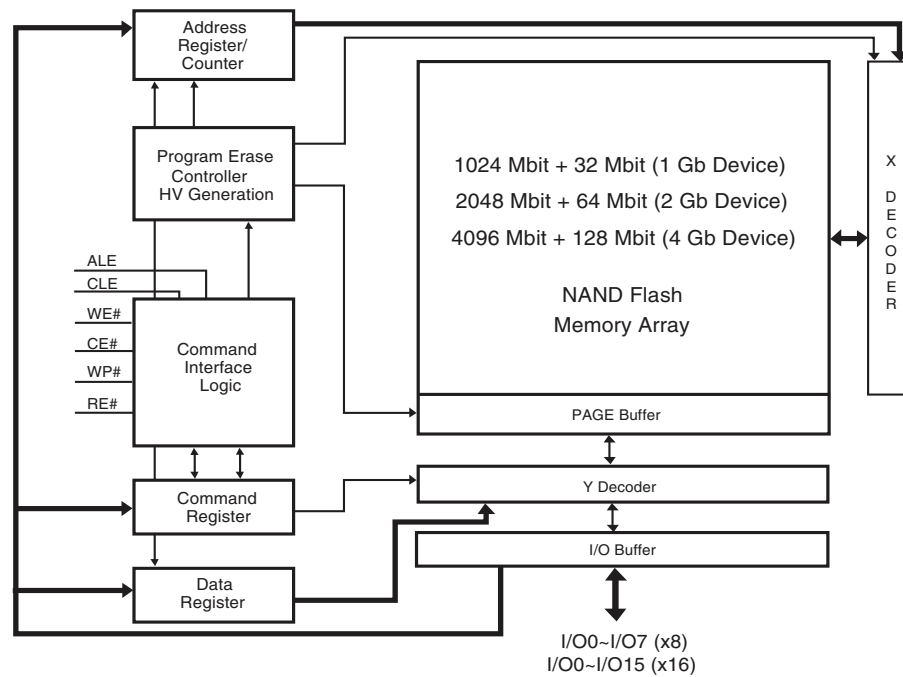 Address
Register/
Counter
Program Erase
Controller
HV Generation
1024 Mbit + 32 Mbit (1 Gb Device)
2048 Mbit + 64 Mbit (2 Gb Device)
4096 Mbit + 128 Mbit (4 Gb Device)
NAND Flash
Memory Array
X
D
E
C
O
D
E
R
ALE
CLE
WE#
CE#
WP#
RE#
Command
Interface
Logic
PAGE Buffer
Command
Register
Y Decoder
I/O Buffer
Data
Register
I/O0~I/O7 (x8)
I/O0~I/O15 (x16)